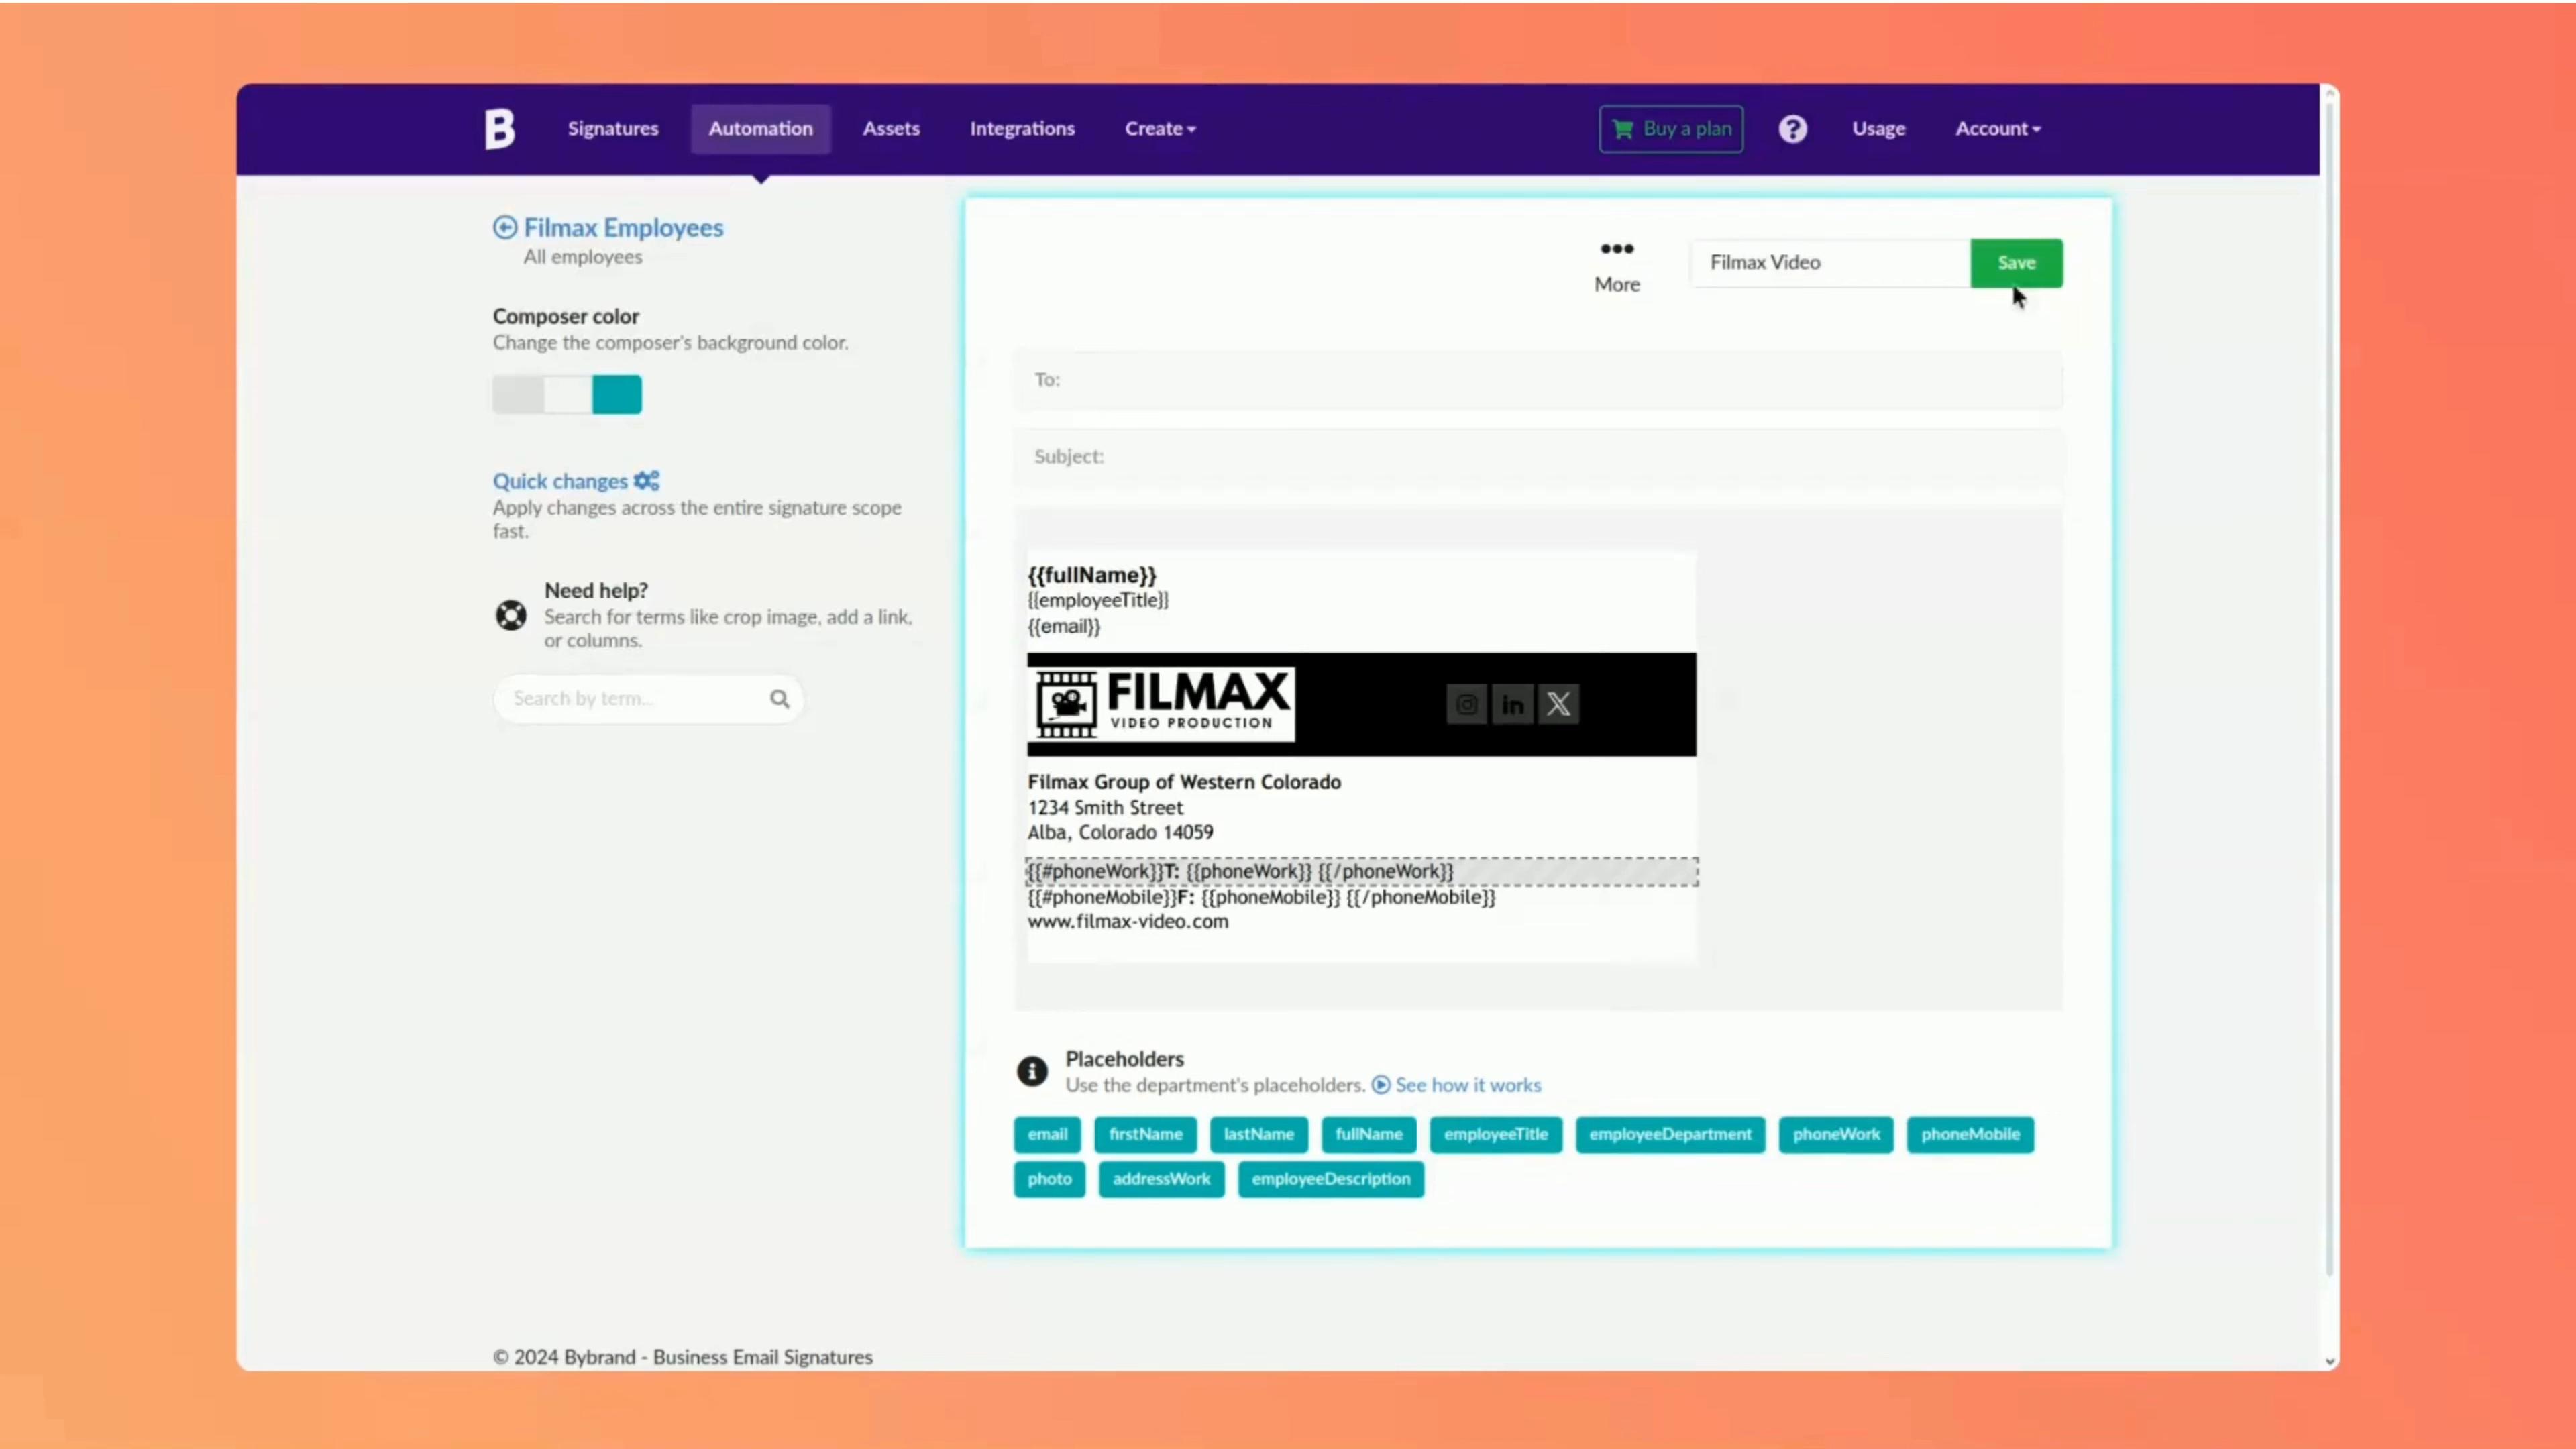 B Signatures Automation Assets Integrations Create Buy a plan ? Usage Account
Filmax Employees
All employees
Composer color
Change the composer's background color.
Quick changes
Apply changes across the entire signature scope
fast.
Need help?
Search for terms like crop image, add a link,
or columns.
Search by term...
More
Filmax Video
Save
To:
Subject:
{{fullName}}
{{employeeTitle}}
{{email}}
FILMAX
VIDEO PRODUCTION
in
Filmax Group of Western Colorado
1234 Smith Street
Alba, Colorado 14059
{{#phoneWork}}T: {{phoneWork}} {{/phoneWork}}
{{#phoneMobile}}F: {{phoneMobile}} {{/phoneMobile}}
www.filmax-video.com
Placeholders
Use the department's placeholders. See how it works
email firstName lastName fullName employeeTitle employeeDepartment phoneWork phoneMobile
photo addressWork employeeDescription
© 2024 Bybrand - Business Email Signatures